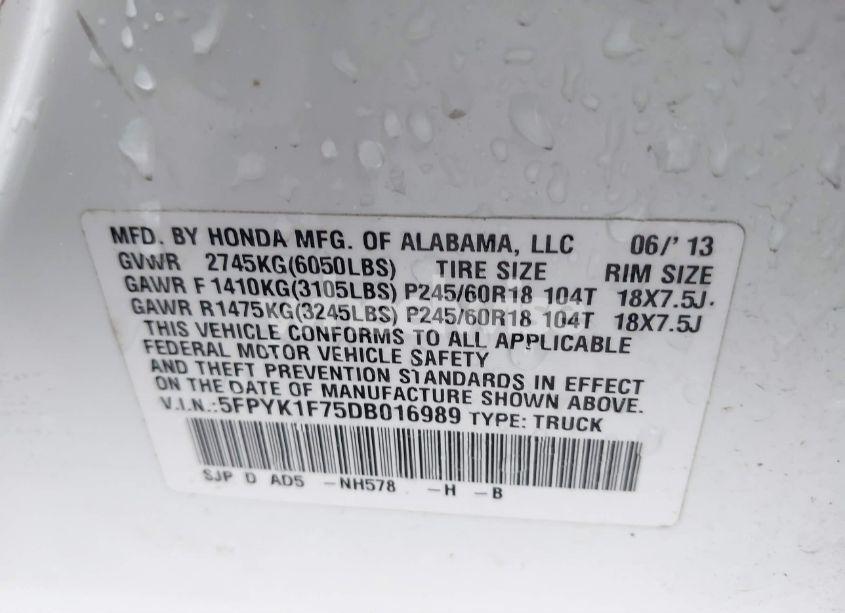 MFD. BY HONDA MFG. OF ALABAMA, LLC 06/' 13
GVWR 2745KG(6050LBS) TIRE SIZE RIM SIZE
GAWR F 1410KG(3105LBS) P245/60R18 104T 18X7.5J
GAWR R1475KG(3245LBS) P245/60R18 104T 18X7.5J
THIS VEHICLE CONFORMS TO ALL APPLICABLE
FEDERAL MOTOR VEHICLE SAFETY
AND THEFT PREVENTION STANDARDS IN EFFECT
ON THE DATE OF MANUFACTURE SHOWN ABOVE.
V.I.N.:5FPYK1F75DB016989 TYPE: TRUCK
SJP D AD5 -NH578 -H -B